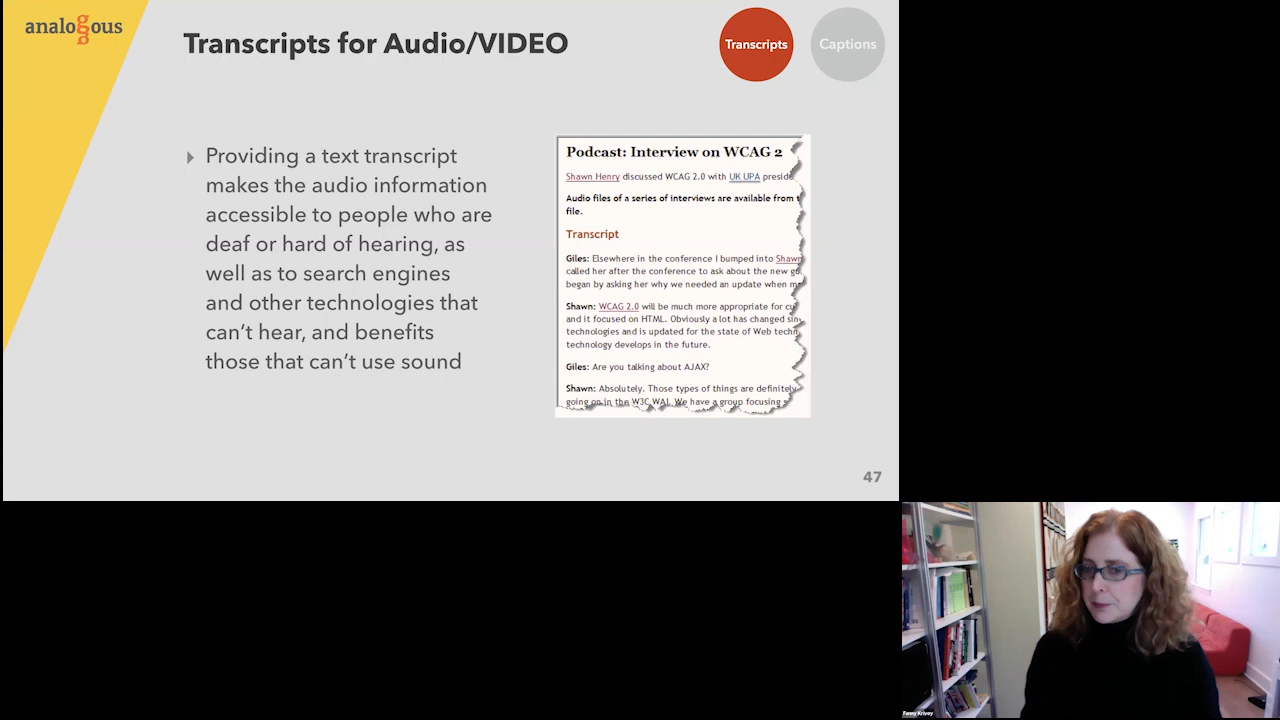 analogous
Transcripts for Audio/VIDEO
Transcripts
Captions
Providing a text transcript
makes the audio information
accessible to people who are
deaf or hard of hearing, as
well as to search engines
and other technologies that
can’t hear, and benefits
those that can’t use sound
Podcast: Interview on WCAG 2
Shawn Henry discussed WCAG 2.0 with UK UPA
Audio files of a series of interviews are available from
file.
Transcript
Giles: Elsewhere in the conference I bumped into Shawn
called her after the conference to ask about the new
began by asking her why we needed an update when
Shawn: WCAG 2.0 will be much more appropriate for
and it focused on HTML. Obviously a lot has changed
technologies and is updated for the state of Web
technology develops in the future.
Giles: Are you talking about AJAX?
Shawn: Absolutely. Those types of things are definitely
going on in the W3C WAI. We have a group focusing
47
Fanny Krivoy